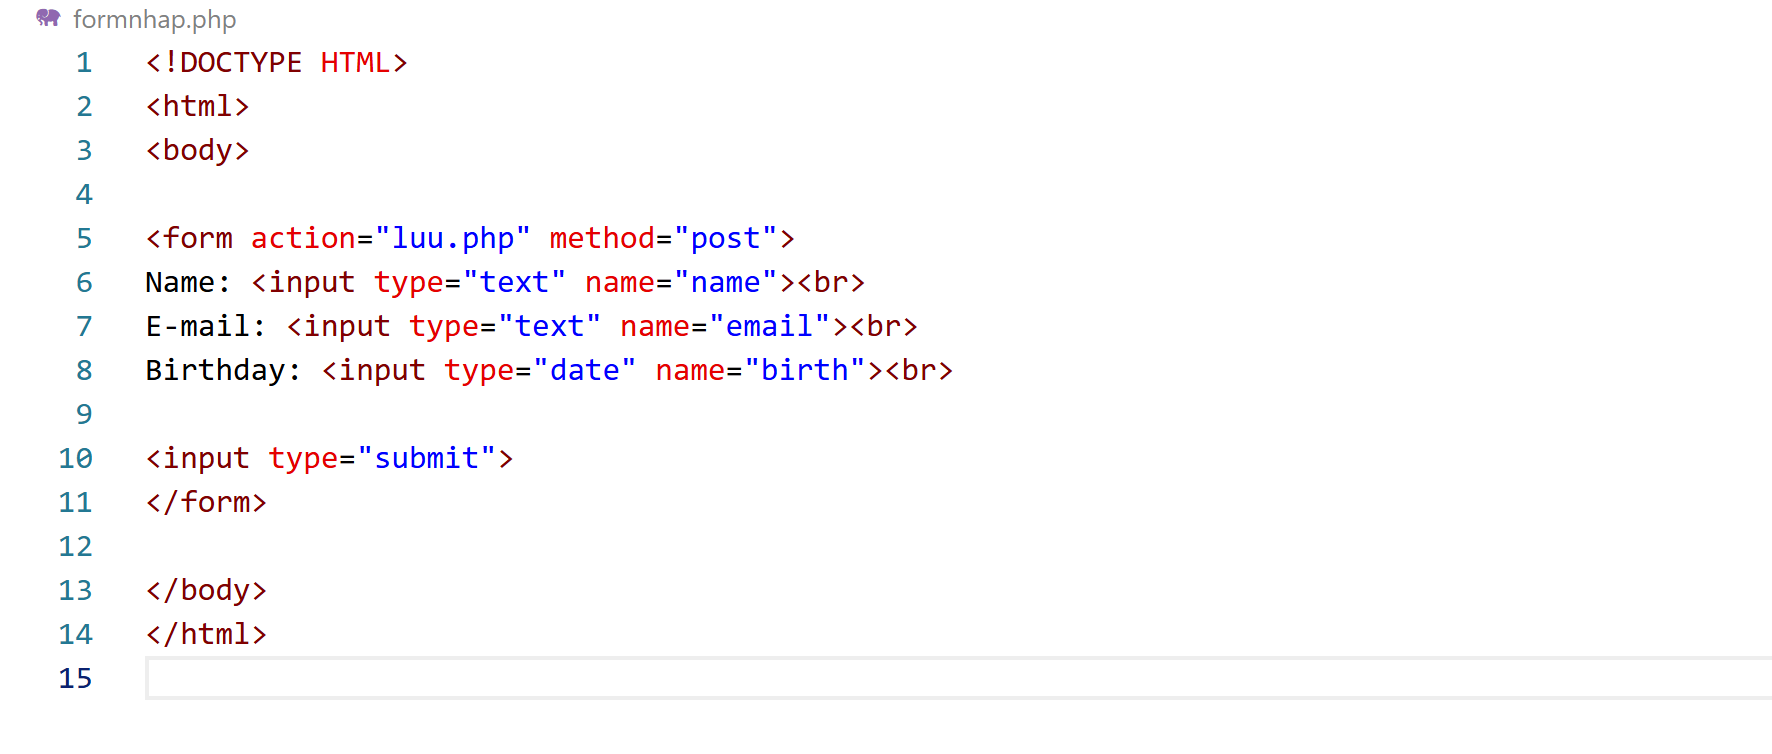 formnhap.php
1 <!DOCTYPE HTML>
2 <html>
3 <body>
4
5 <form action="luu.php" method="post">
6 Name: <input type="text" name="name"><br>
7 E-mail: <input type="text" name="email"><br>
8 Birthday: <input type="date" name="birth"><br>
9
10 <input type="submit">
11 </form>
12
13 </body>
14 </html>
15